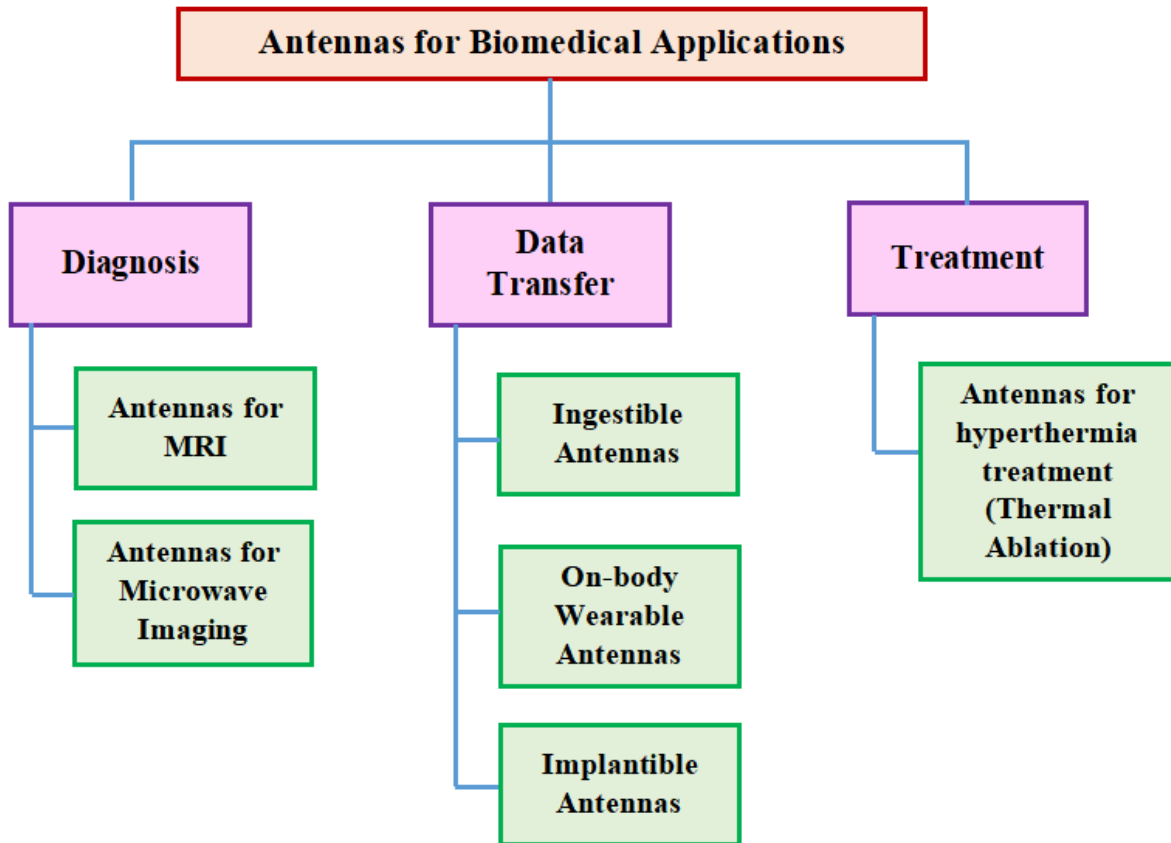 Antennas for Biomedical Applications
Diagnosis
Antennas for
MRI
Antennas for
Microwave
Imaging
Data
Transfer
Ingestible
Antennas
On-body
Wearable
Antennas
Implantible
Antennas
Treatment
Antennas for
hyperthermia
treatment
(Thermal
Ablation)